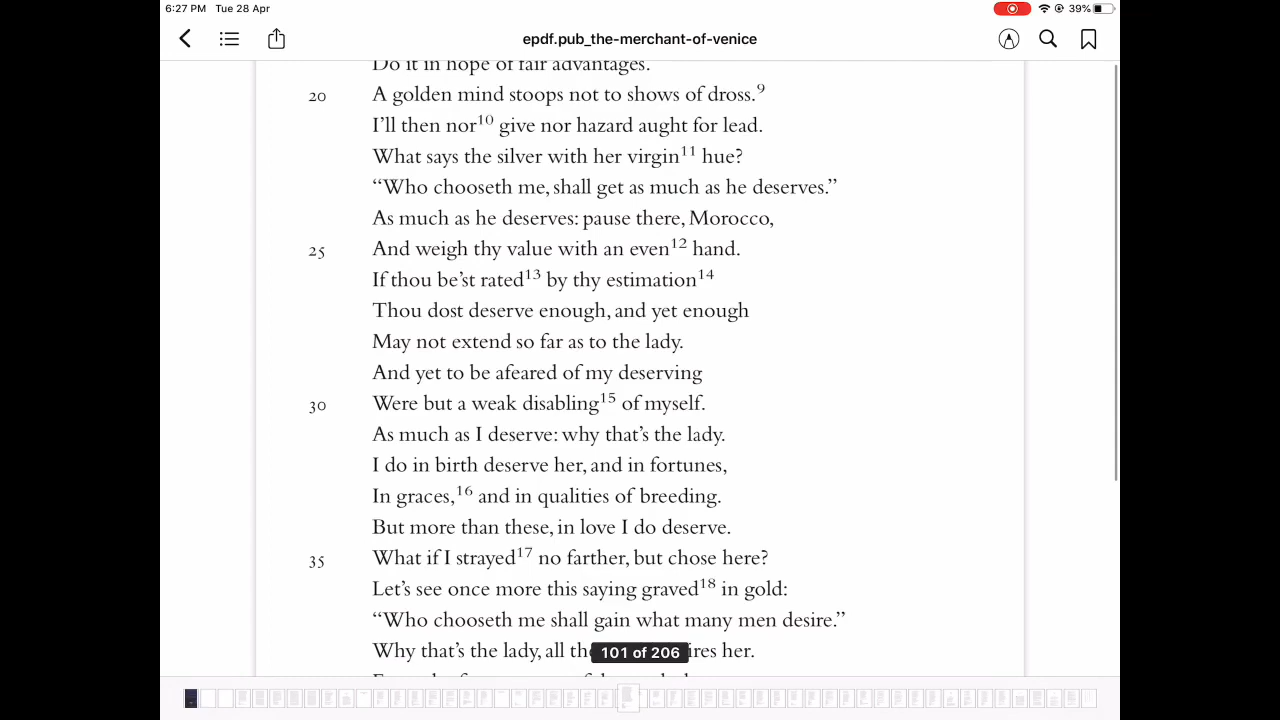 6:27 PM Tue 28 Apr
39%
epdf.pub_the-merchant-of-venice
Do it in hope of fair advantages.
20 A golden mind stoops not to shows of dross.9
I'll then nor10 give nor hazard aught for lead.
What says the silver with her virgin11 hue?
“Who chooseth me, shall get as much as he deserves.”
As much as he deserves: pause there, Morocco,
25 And weigh thy value with an even12 hand.
If thou be'st rated13 by thy estimation14
Thou dost deserve enough, and yet enough
May not extend so far as to the lady.
And yet to be afeared of my deserving
30 Were but a weak disabling15 of myself.
As much as I deserve: why that's the lady.
I do in birth deserve her, and in fortunes,
In graces,16 and in qualities of breeding.
But more than these, in love I do deserve.
35 What if I strayed17 no farther, but chose here?
Let's see once more this saying graved18 in gold:
“Who chooseth me shall gain what many men desire.”
Why that's the lady, all ires her.
101 of 206